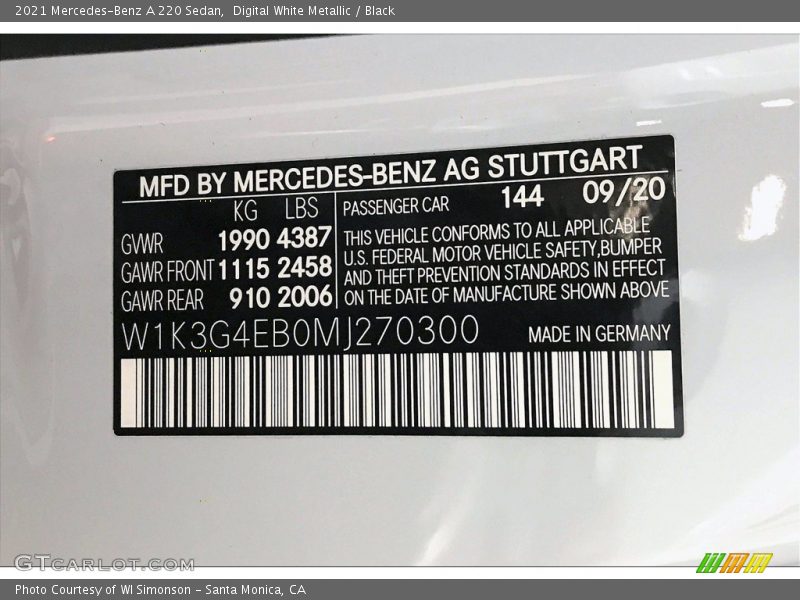 2021 Mercedes-Benz A 220 Sedan,  Digital White Metallic / Black
MFD BY MERCEDES-BENZ AG STUTTGART
KG LBS PASSENGER CAR 144 09/20
GVWR 1990 4387
GAWR FRONT 1115 2458
GAWR REAR 910 2006
THIS VEHICLE CONFORMS TO ALL APPLICABLE
U.S. FEDERAL MOTOR VEHICLE SAFETY,BUMPER
AND THEFT PREVENTION STANDARDS IN EFFECT
ON THE DATE OF MANUFACTURE SHOWN ABOVE
W1K3G4EB0MJ270300 MADE IN GERMANY
GTCARLOT.COM
Photo Courtesy of WI Simonson - Santa Monica, CA